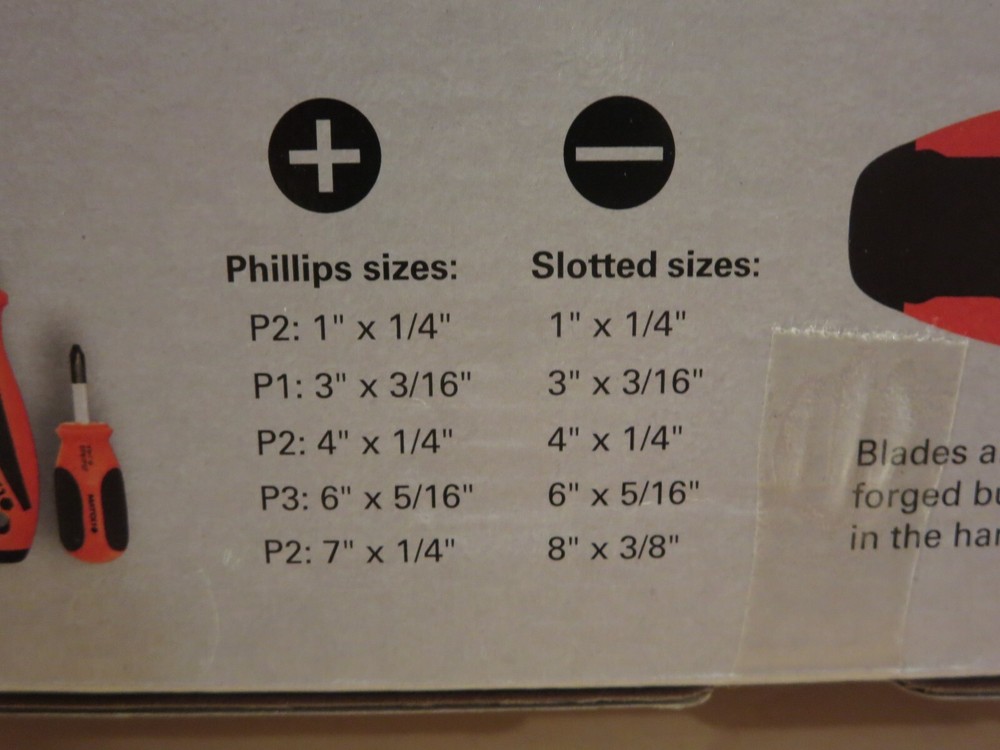 Phillips sizes:
P2: 1" x 1/4"
P1: 3" x 3/16"
P2: 4" x 1/4"
P3: 6" x 5/16"
P2: 7" x 1/4"
Slotted sizes:
1" x 1/4"
3" x 3/16"
4" x 1/4"
6" x 5/16"
8" x 3/8"
Blades a
forged bu
in the har